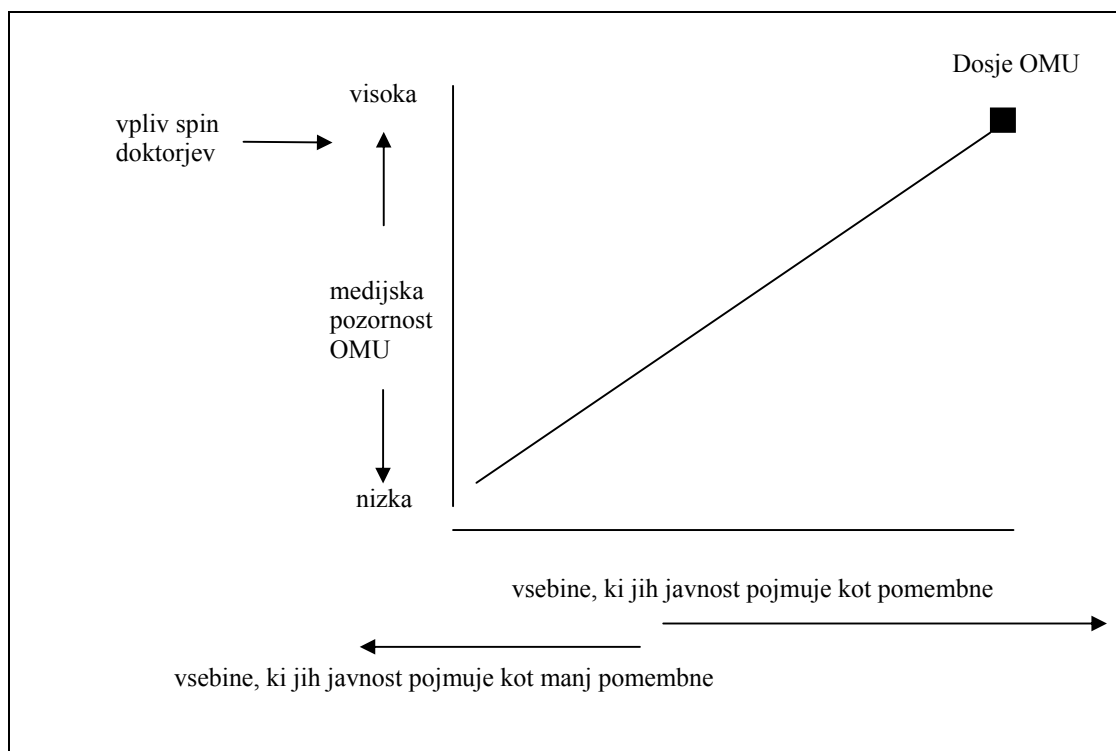 Dosje OMU
visoka
vpliv spin
doktorjev
medijska
pozornost
OMU
nizka
vsebine, ki jih javnost pojmuje kot pomembne
vsebine, ki jih javnost pojmuje kot manj pomembne